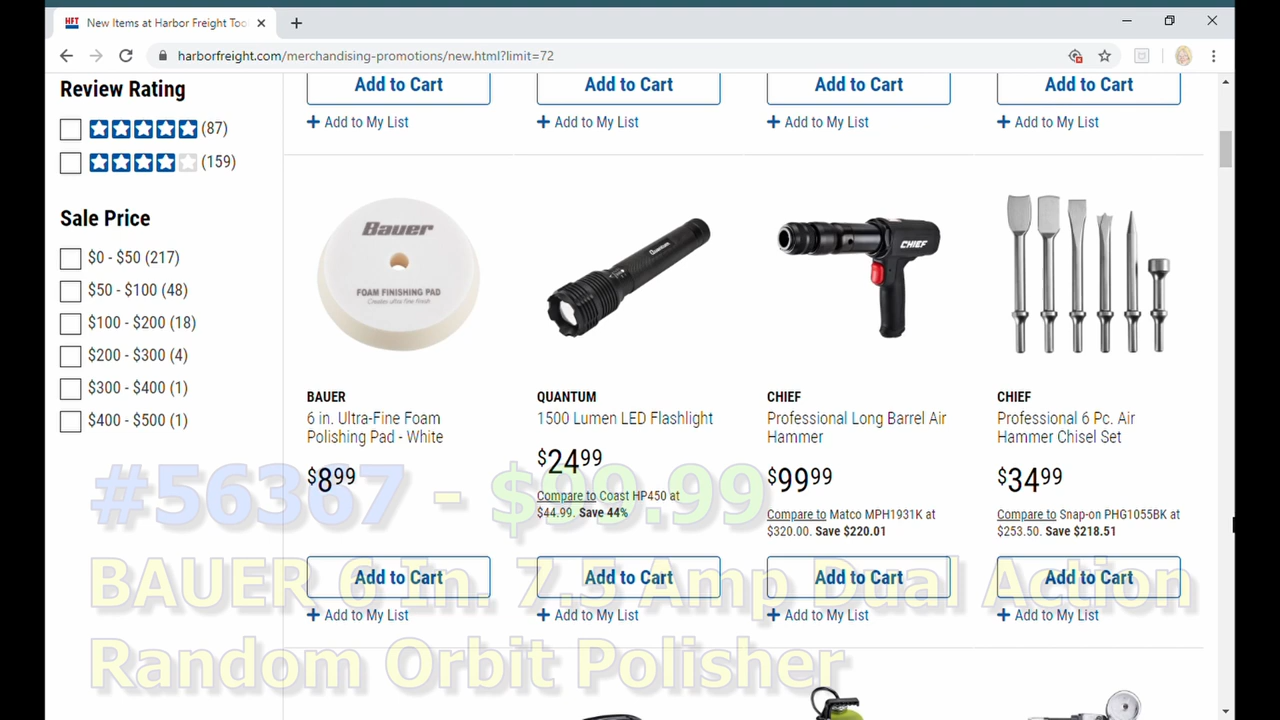 HFT New Items at Harbor Freight Too
harborfreight.com/merchandising-promotions/new.html?limit=72
Review Rating
(87)
(159)
Sale Price
$0 - $50 (217)
$50 - $100 (48)
$100 - $200 (18)
$200 - $300 (4)
$300 - $400 (1)
$400 - $500 (1)
Add to Cart Add to Cart Add to Cart Add to Cart
+ Add to My List + Add to My List + Add to My List + Add to My List
Bauer
FOAM FINISHING PAD
Creates ultra fine finish
BAUER
6 in. Ultra-Fine Foam
Polishing Pad - White
$8.99
Add to Cart
+ Add to My List
Quantum
QUANTUM
1500 Lumen LED Flashlight
$24.99
Compare to Coast HP450 at
$44.99. Save 44%
Add to Cart
+ Add to My List
CHIEF
CHIEF
Professional Long Barrel Air
Hammer
$99.99
Compare to Matco MPH1931K at
$320.00. Save $220.01
Add to Cart
+ Add to My List
CHIEF
Professional 6 Pc. Air
Hammer Chisel Set
$34.99
Compare to Snap-on PHG1055BK at
$253.50. Save $218.51
Add to Cart
+ Add to My List
#56367 - $99.99
BAUER 6 In. 7.5 Amp Dual Action
Random Orbit Polisher